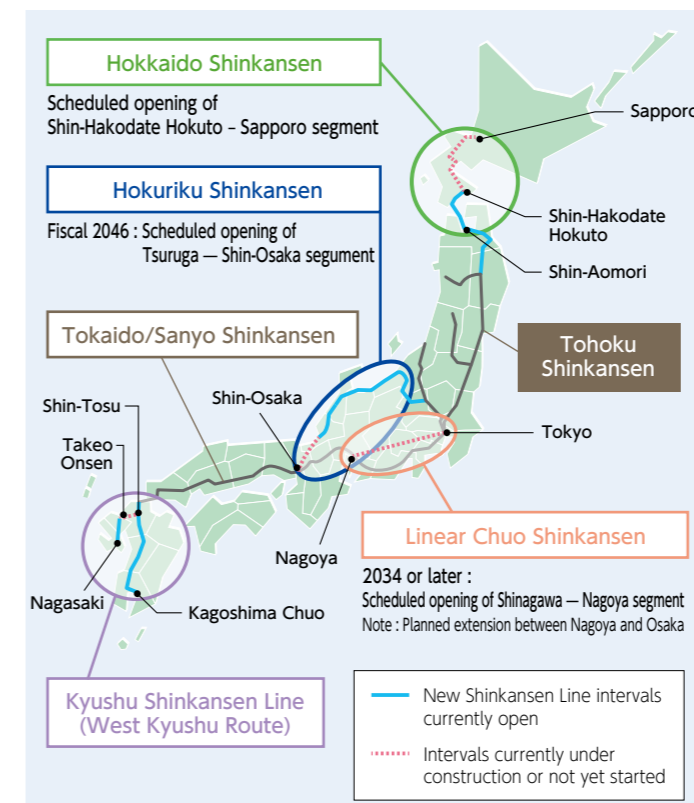 Hokkaido Shinkansen
Scheduled opening of
Shin-Hakodate Hokuto – Sapporo segment
Sapporo
Hokuriku Shinkansen
Fiscal 2046 : Scheduled opening of
Tsuruga — Shin-Osaka segument
Shin-Hakodate
Hokuto
Shin-Aomori
Tokaido/Sanyo Shinkansen
Tohoku
Shinkansen
Shin-Osaka
Shin-Tosu
Takeo
Onsen
Tokyo
Linear Chuo Shinkansen
2034 or later :
Scheduled opening of Shinagawa — Nagoya segment
Note : Planned extension between Nagoya and Osaka
Nagoya
Nagasaki
Kagoshima Chuo
Kyushu Shinkansen Line
(West Kyushu Route)
New Shinkansen Line intervals
currently open
Intervals currently under
construction or not yet started